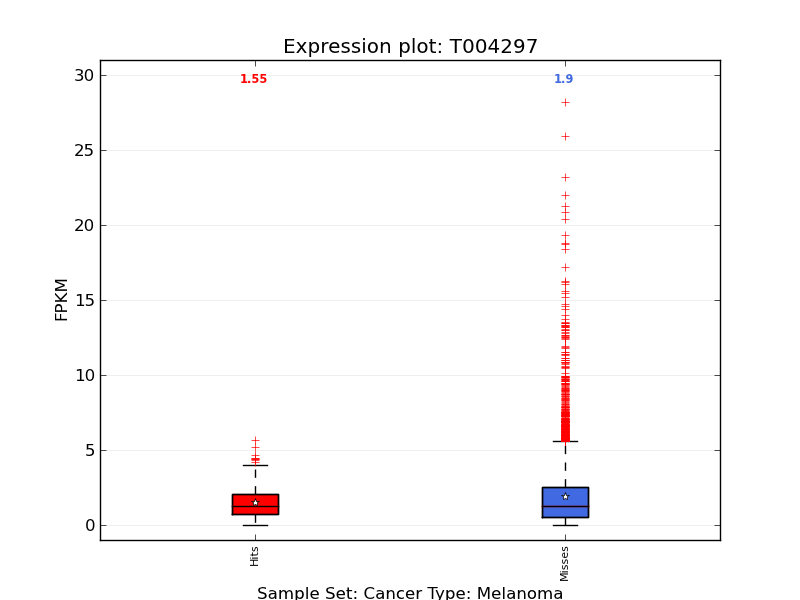 Expression plot: T004297
1.55
1.9
30
25
20
15
10
5
0
FPKM
Hits
Misses
Sample Set: Cancer Type: Melanoma